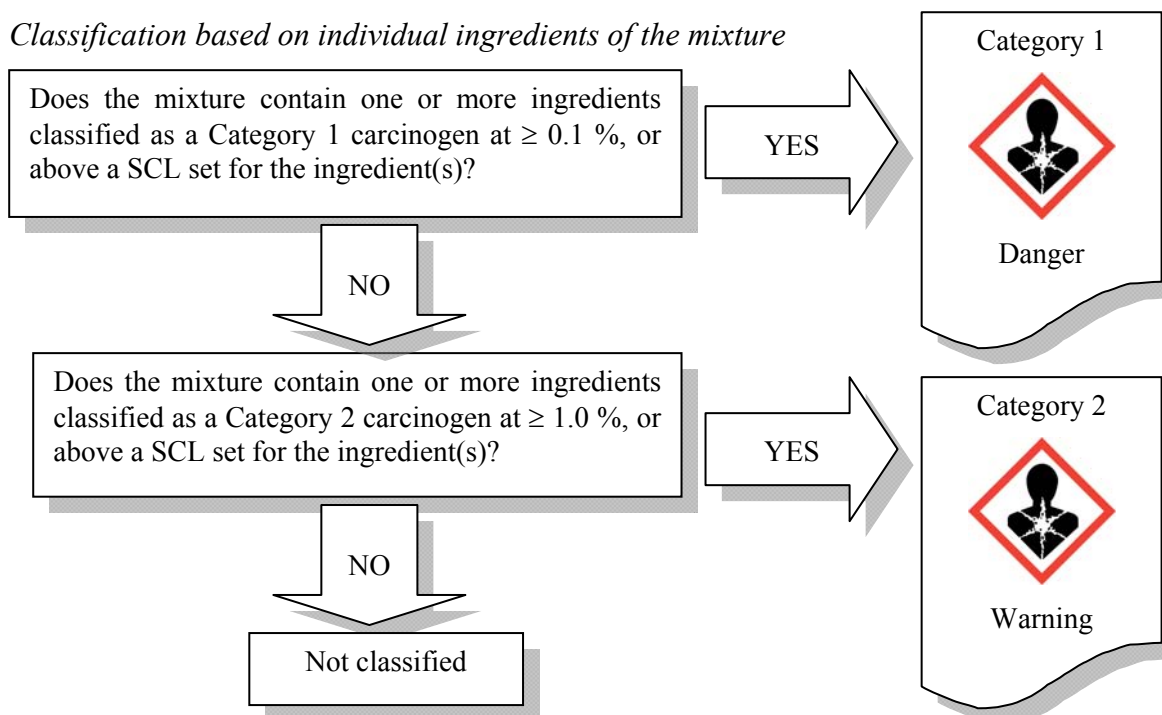 Classification based on individual ingredients of the mixture
Category 1
Does the mixture contain one or more ingredients
classified as a Category 1 carcinogen at ≥ 0.1 %, or
above a SCL set for the ingredient(s)?
YES
Danger
NO
Does the mixture contain one or more ingredients
classified as a Category 2 carcinogen at ≥ 1.0 %, or
above a SCL set for the ingredient(s)?
YES
Category 2
Warning
NO
Not classified